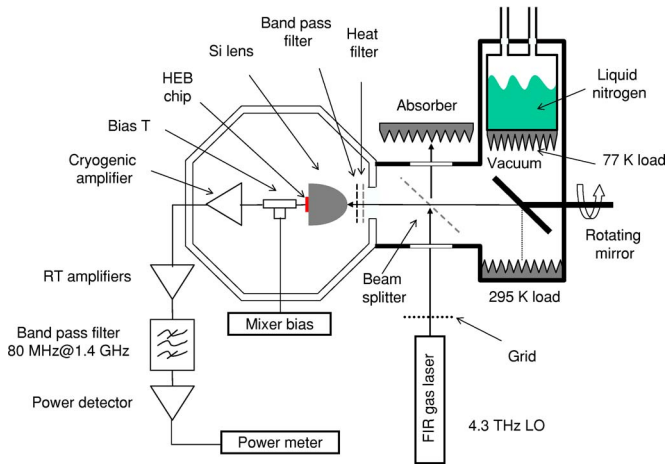 Band pass
filter
Heat
filter
Si lens
HEB
chip
Bias T
Cryogenic
amplifier
Absorber
Liquid
nitrogen
Vacuum
77 K load
Rotating
mirror
Beam
splitter
295 K load
RT amplifiers
Mixer bias
Grid
Band pass filter
80 MHz@1.4 GHz
Power detector
FIR gas laser
4.3 THz LO
Power meter